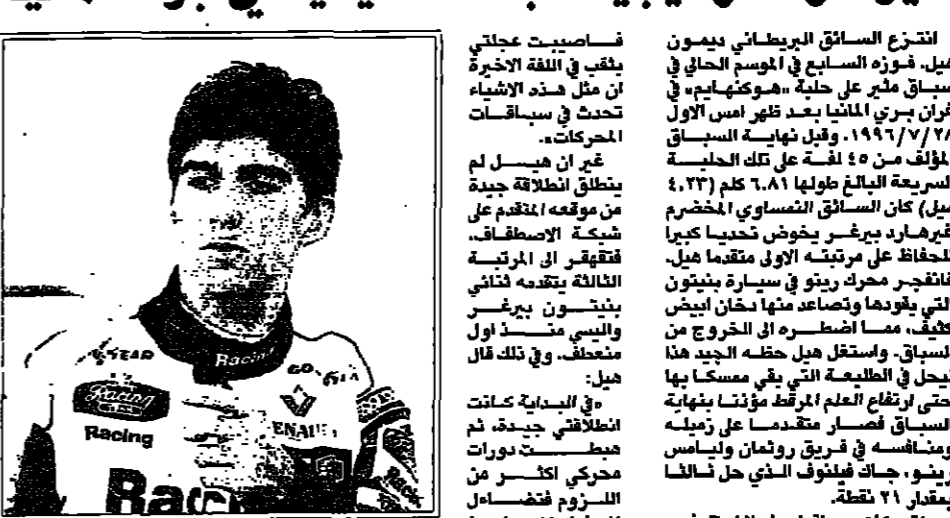 انتزع السائق البريطاني ديمون
هيل، فوزه السابع في الموسم الحالي في
سباق مثير على حلبة «هوكنهايم» في
غران بري المانيا بعد ظهر امس الاول
١٩٩٦/٧/٢٨. وقبل نهاية السباق
المؤلف من ٤٥ لفة على تلك الحلبة
السريعة البالغ طولها ٦.٨١ كلم (٤.٢٣
ميل) كان السائق النمساوي المخضرم
غيرهارد بيرغر يخوض تحديا كبيرا
للحفاظ على مرتبته الاولى متقدما هيل.
فانفجر محرك رينو في سيارة بنيتون
التي يقودها وتصاعد منها دخان ابيض
كثيف، مما اضطره الى الخروج من
السباق. واستغل هيل حظه الجيد هذا
ليحل في الطليعة التي بقي ممسكا بها
حتى ارتفاع العلم المرقط مؤذنا بنهاية
السباق فصار متقدما على زميله
ومنافسه في فريق روثمان وليامس
رينو، جاك فيلنوف الذي حل ثالثا
بمقدار ٢١ نقطة.
فاصيبت عجلتي
بثقب في اللفة الاخيرة
ان مثل هذه الاشياء
تحدث في سباقات
المحركات».
غير ان هيل لم
ينطلق انطلاقة جيدة
من موقعه المتقدم على
شبكة الاصطفاف،
فتقهقر الى المرتبة
الثالثة يتقدمه ثنائي
بنيتون بيرغر
واليسي منذ اول
منعطف. وفي ذلك قال
هيل:
«في البداية كانت
انطلاقتي جيدة، ثم
هبطت دورات
محركي اكثر من
اللزوم فتضاءل
Racing
Racing
Racing
ENAULT
Raci